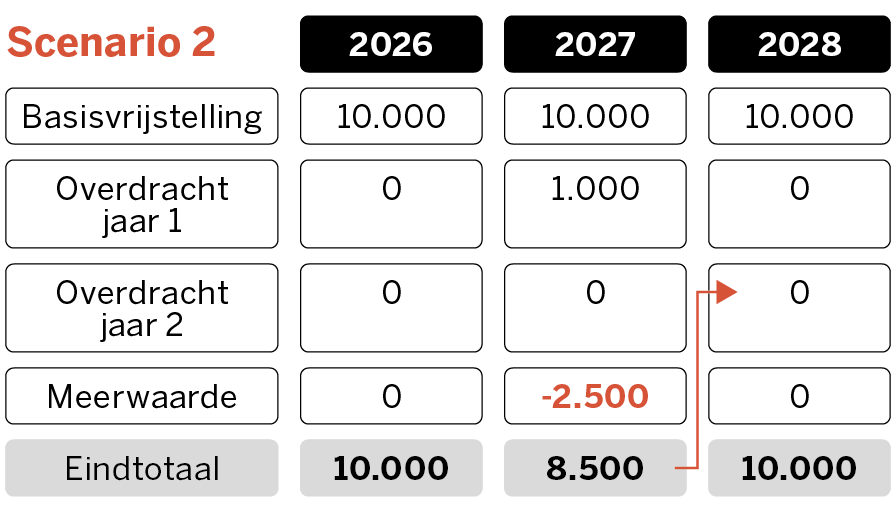 Scenario 2 2026 2027 2028
Basisvrijstelling 10.000 10.000 10.000
Overdracht 0 1.000 0
jaar 1
Overdracht 0 0 0
jaar 2
Meerwaarde 0 -2.500 0
Eindtotaal 10.000 8.500 10.000